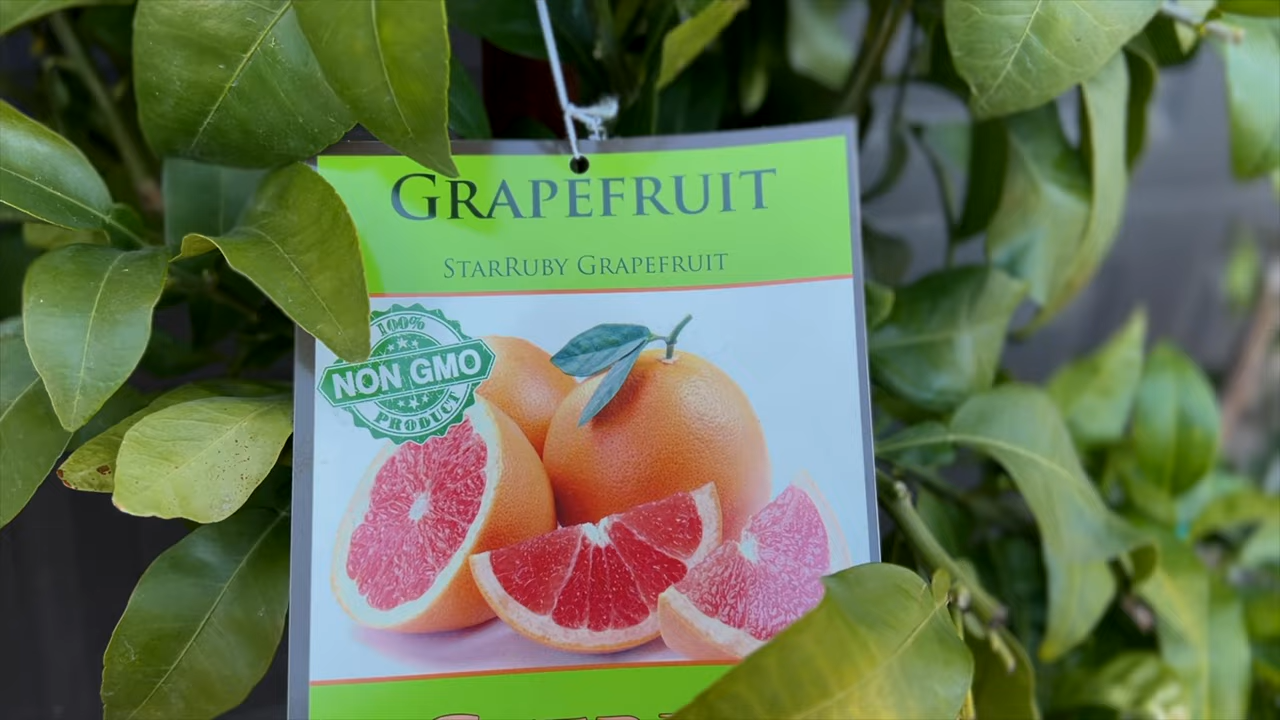 GRAPEFRUIT
STARRUBY GRAPEFRUIT
100%
NON GMO
PRODUCT